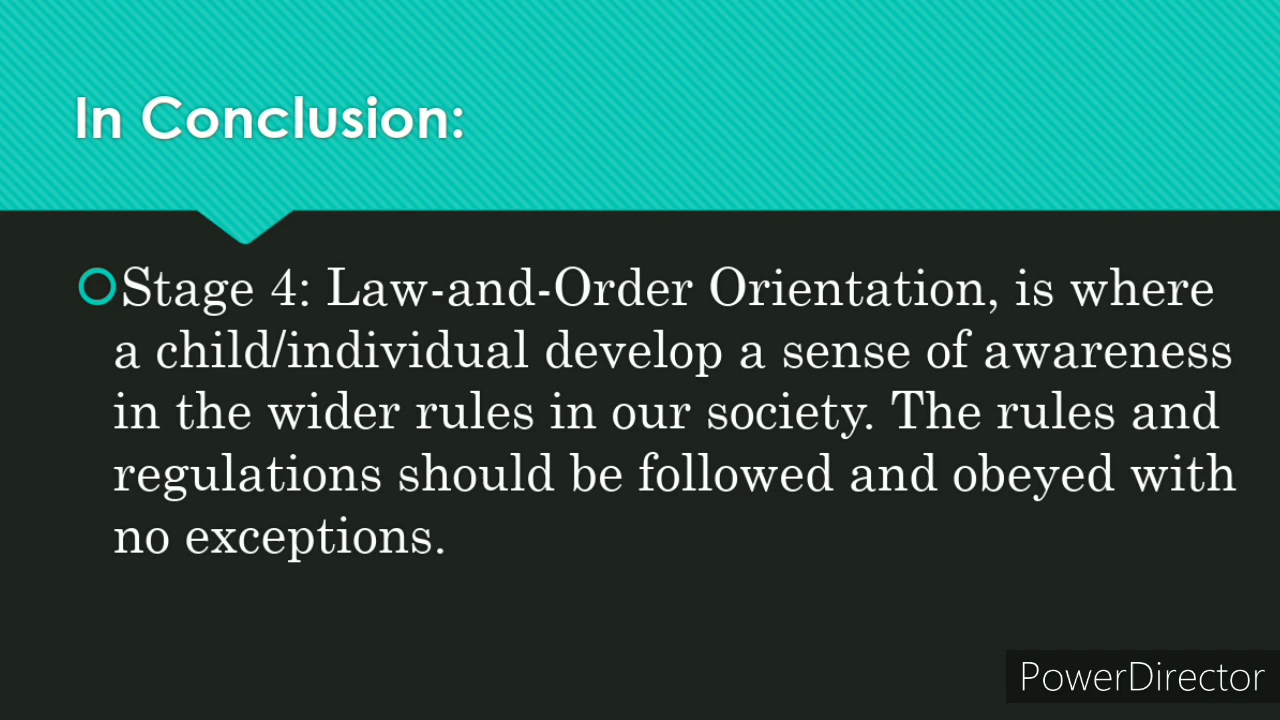 In Conclusion:
Stage 4: Law-and-Order Orientation, is where
a child/individual develop a sense of awareness
in the wider rules in our society. The rules and
regulations should be followed and obeyed with
no exceptions.
PowerDirector